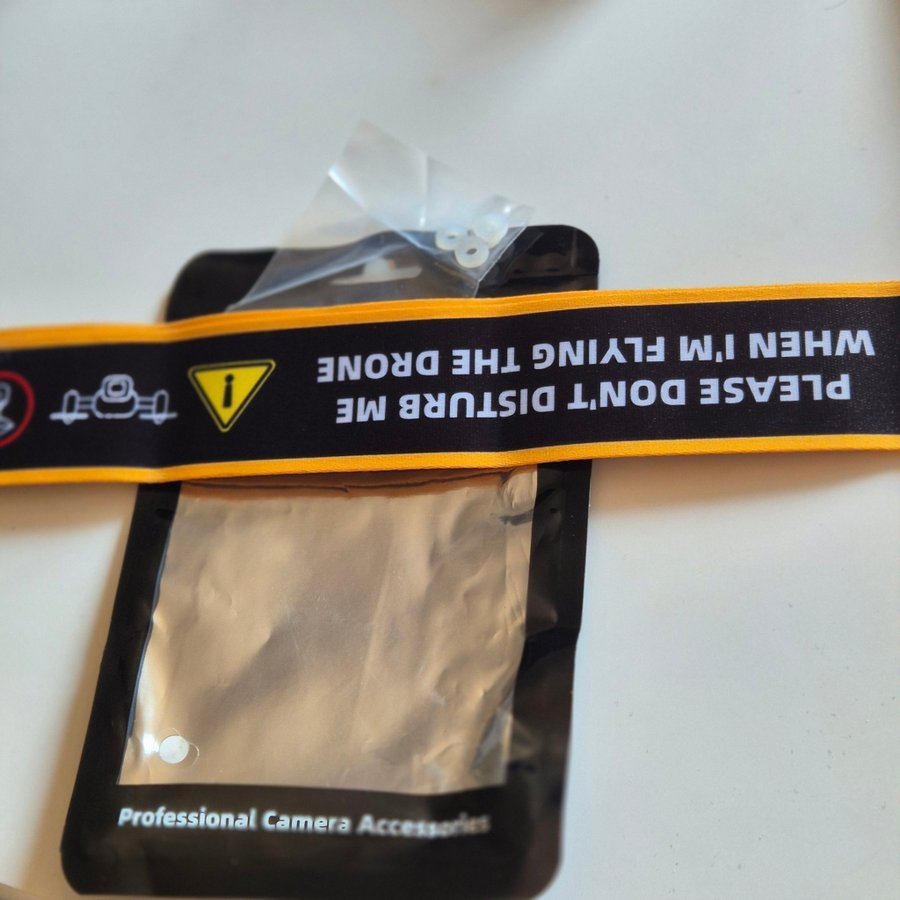 PLEASE DON'T DISTURB ME
WHEN I'M FLYING THE DRONE
Professional Camera Accessories